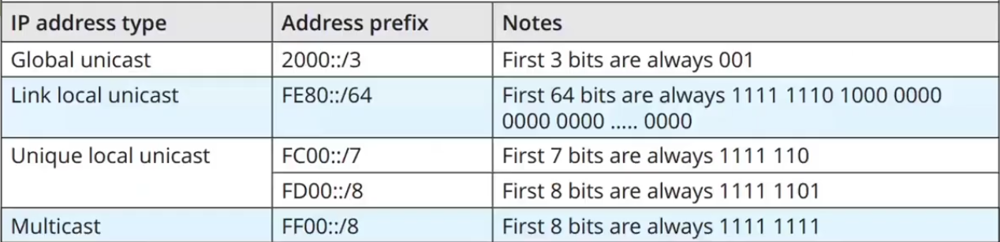 IP address type Address prefix Notes
Global unicast 2000::/3 First 3 bits are always 001
Link local unicast FE80::/64 First 64 bits are always 1111 1110 1000 0000
0000 0000 ..... 0000
Unique local unicast FC00::/7 First 7 bits are always 1111 110
FD00::/8 First 8 bits are always 1111 1101
Multicast FF00::/8 First 8 bits are always 1111 1111